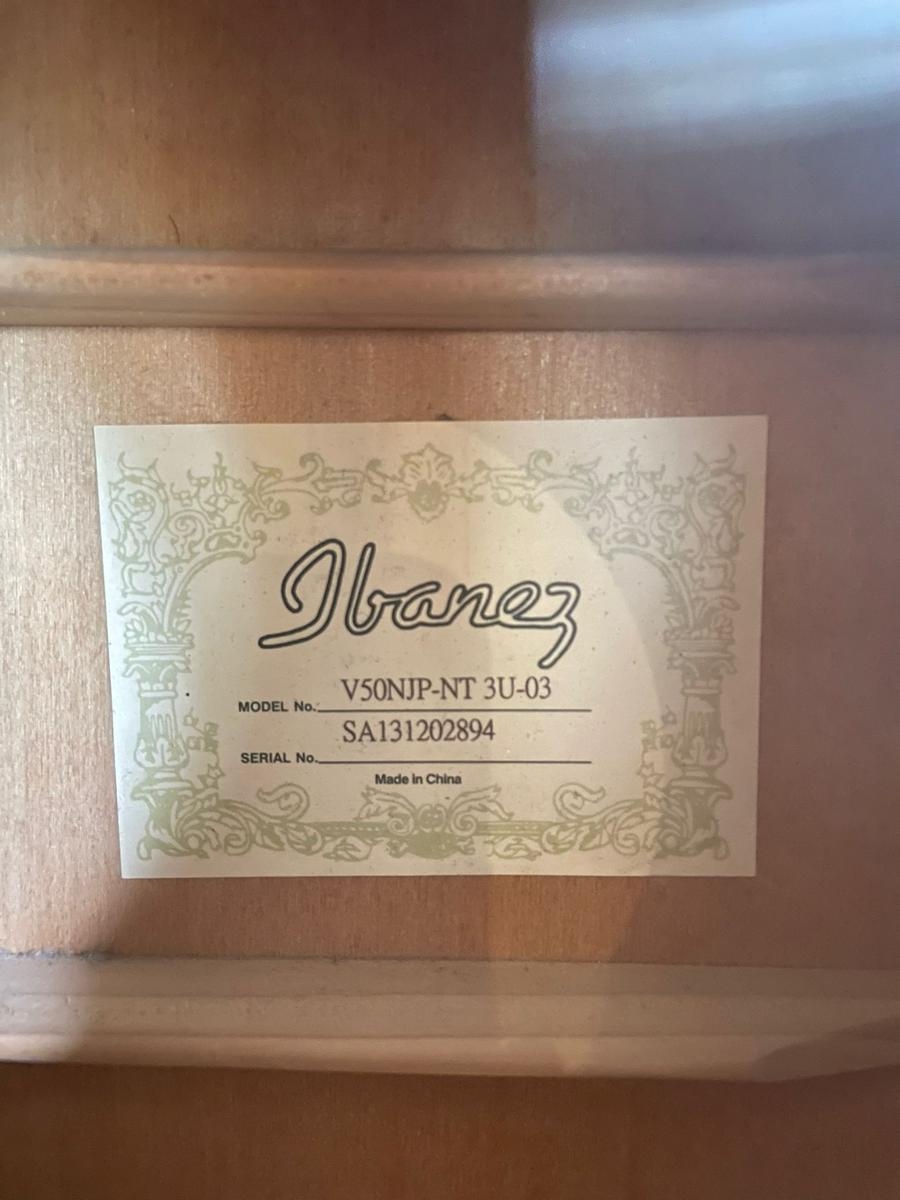 Ibanez
MODEL No. V50NJP-NT 3U-03
SERIAL No. SA131202894
Made in China